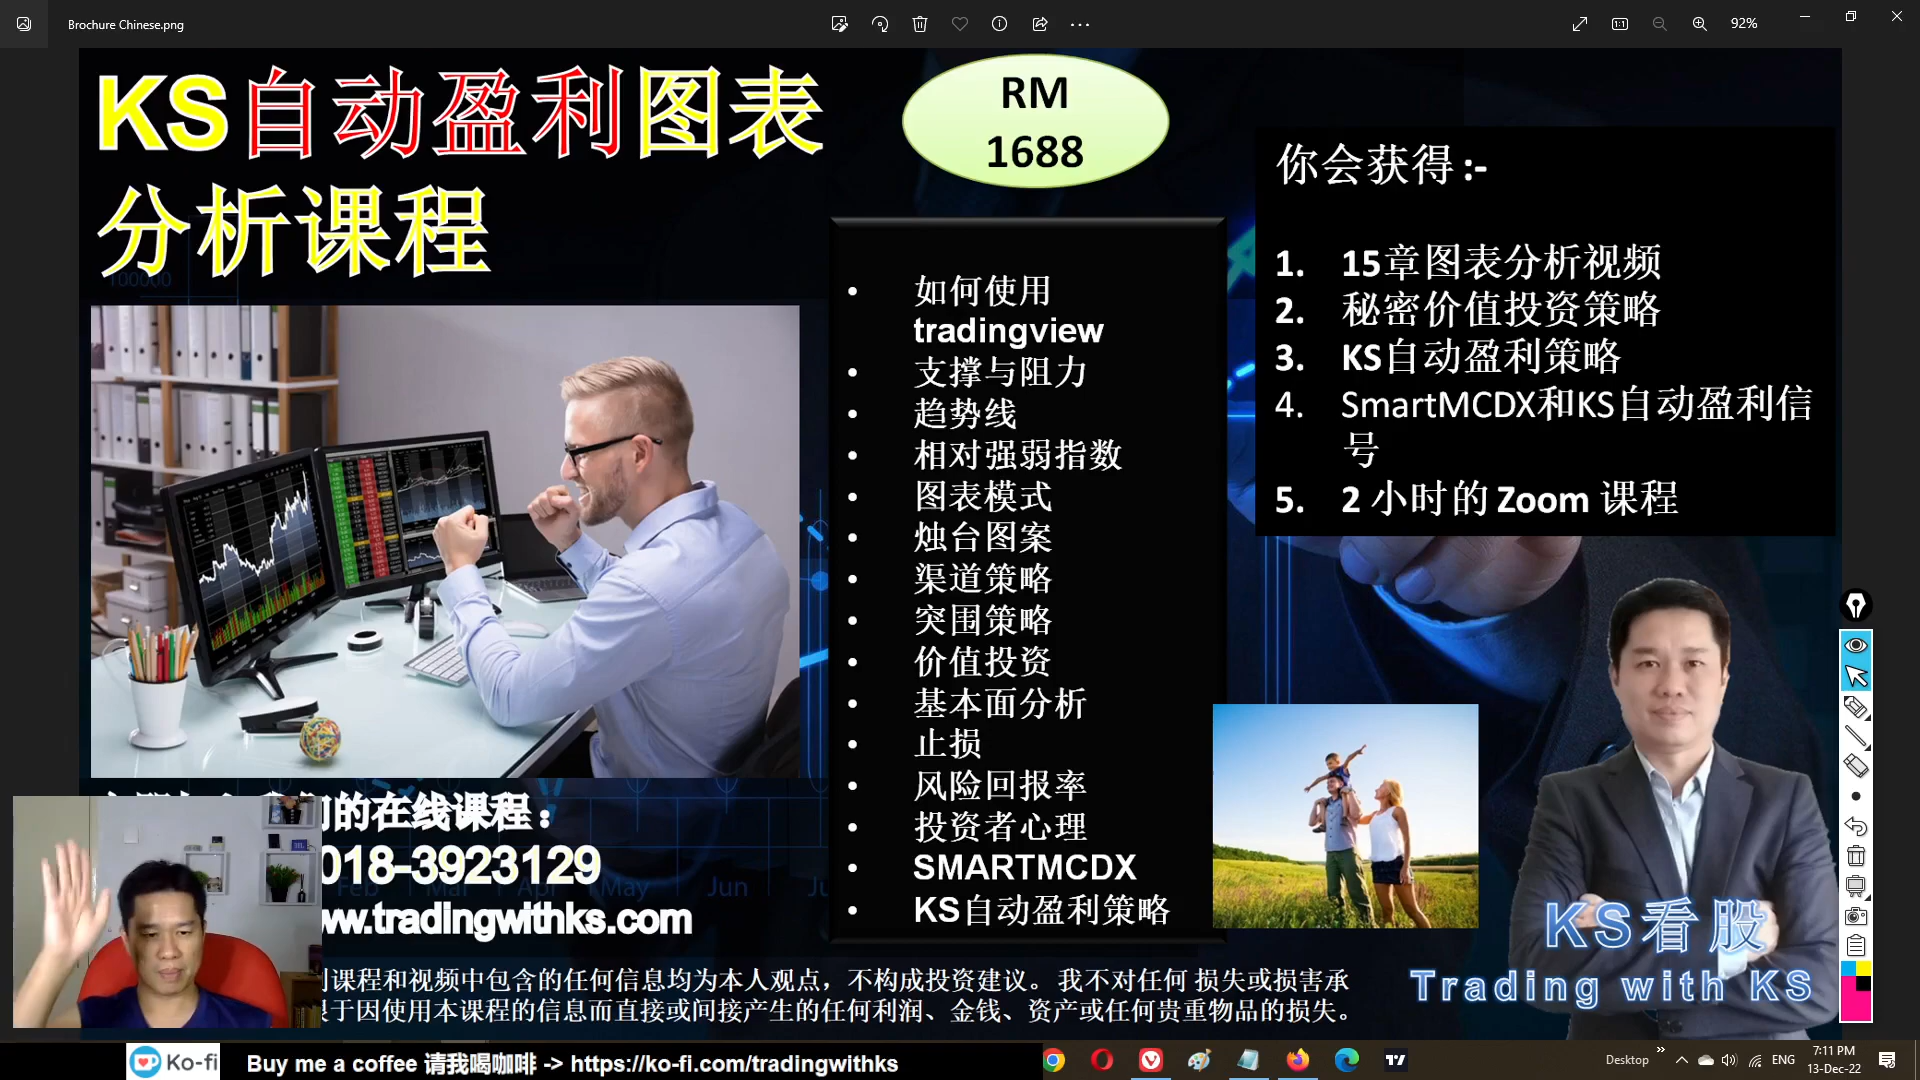 Brochure Chinese.png
92%
KS自动盈利图表
分析课程
RM
1688
你会获得:-
1. 15章图表分析视频
2. 秘密价值投资策略
3. KS自动盈利策略
4. SmartMCDX和KS自动盈利信
号
5. 2 小时的 Zoom 课程
• 如何使用
tradingview
• 支撑与阻力
• 趋势线
• 相对强弱指数
• 图表模式
• 烛台图案
• 渠道策略
• 突围策略
• 价值投资
• 基本面分析
• 止损
• 风险回报率
• 投资者心理
• SMARTMCDX
• KS自动盈利策略
的在线课程：
018-3923129
ww.tradingwithks.com
课程和视频中包含的任何信息均为本人观点，不构成投资建议。我不对任何 损失或损害承
于因使用本课程的信息而直接或间接产生的任何利润、金钱、资产或任何贵重物品的损失。
KS看股
Trading with KS
Ko-fi
Buy me a coffee 请我喝咖啡 -> https://ko-fi.com/tradingwithks
Desktop
ENG
7:11 PM
13-Dec-22